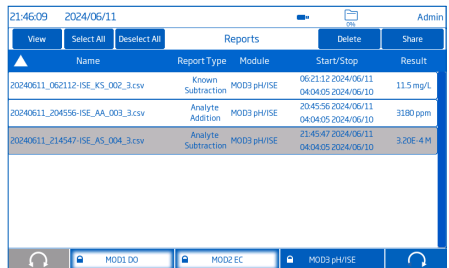 21:46:09 2024/06/11 0% Admin
View Select All Deselect All Reports Delete Share
Name Report Type Module Start/Stop Result
20240611_062112-ISE_KS_002_3.csv Known Subtraction MOD3 pH/ISE 06:21:12 2024/06/11 04:04:05 2024/06/10 11.5 mg/L
20240611_204556-ISE_AA_003_3.csv Analyte Addition MOD3 pH/ISE 20:45:56 2024/06/11 04:04:05 2024/06/10 3180 ppm
20240611_214547-ISE_AS_004_3.csv Analyte Subtraction MOD3 pH/ISE 21:45:47 2024/06/11 04:04:05 2024/06/10 3.20E-4 M
MOD1 DO MOD2 EC MOD3 pH/ISE